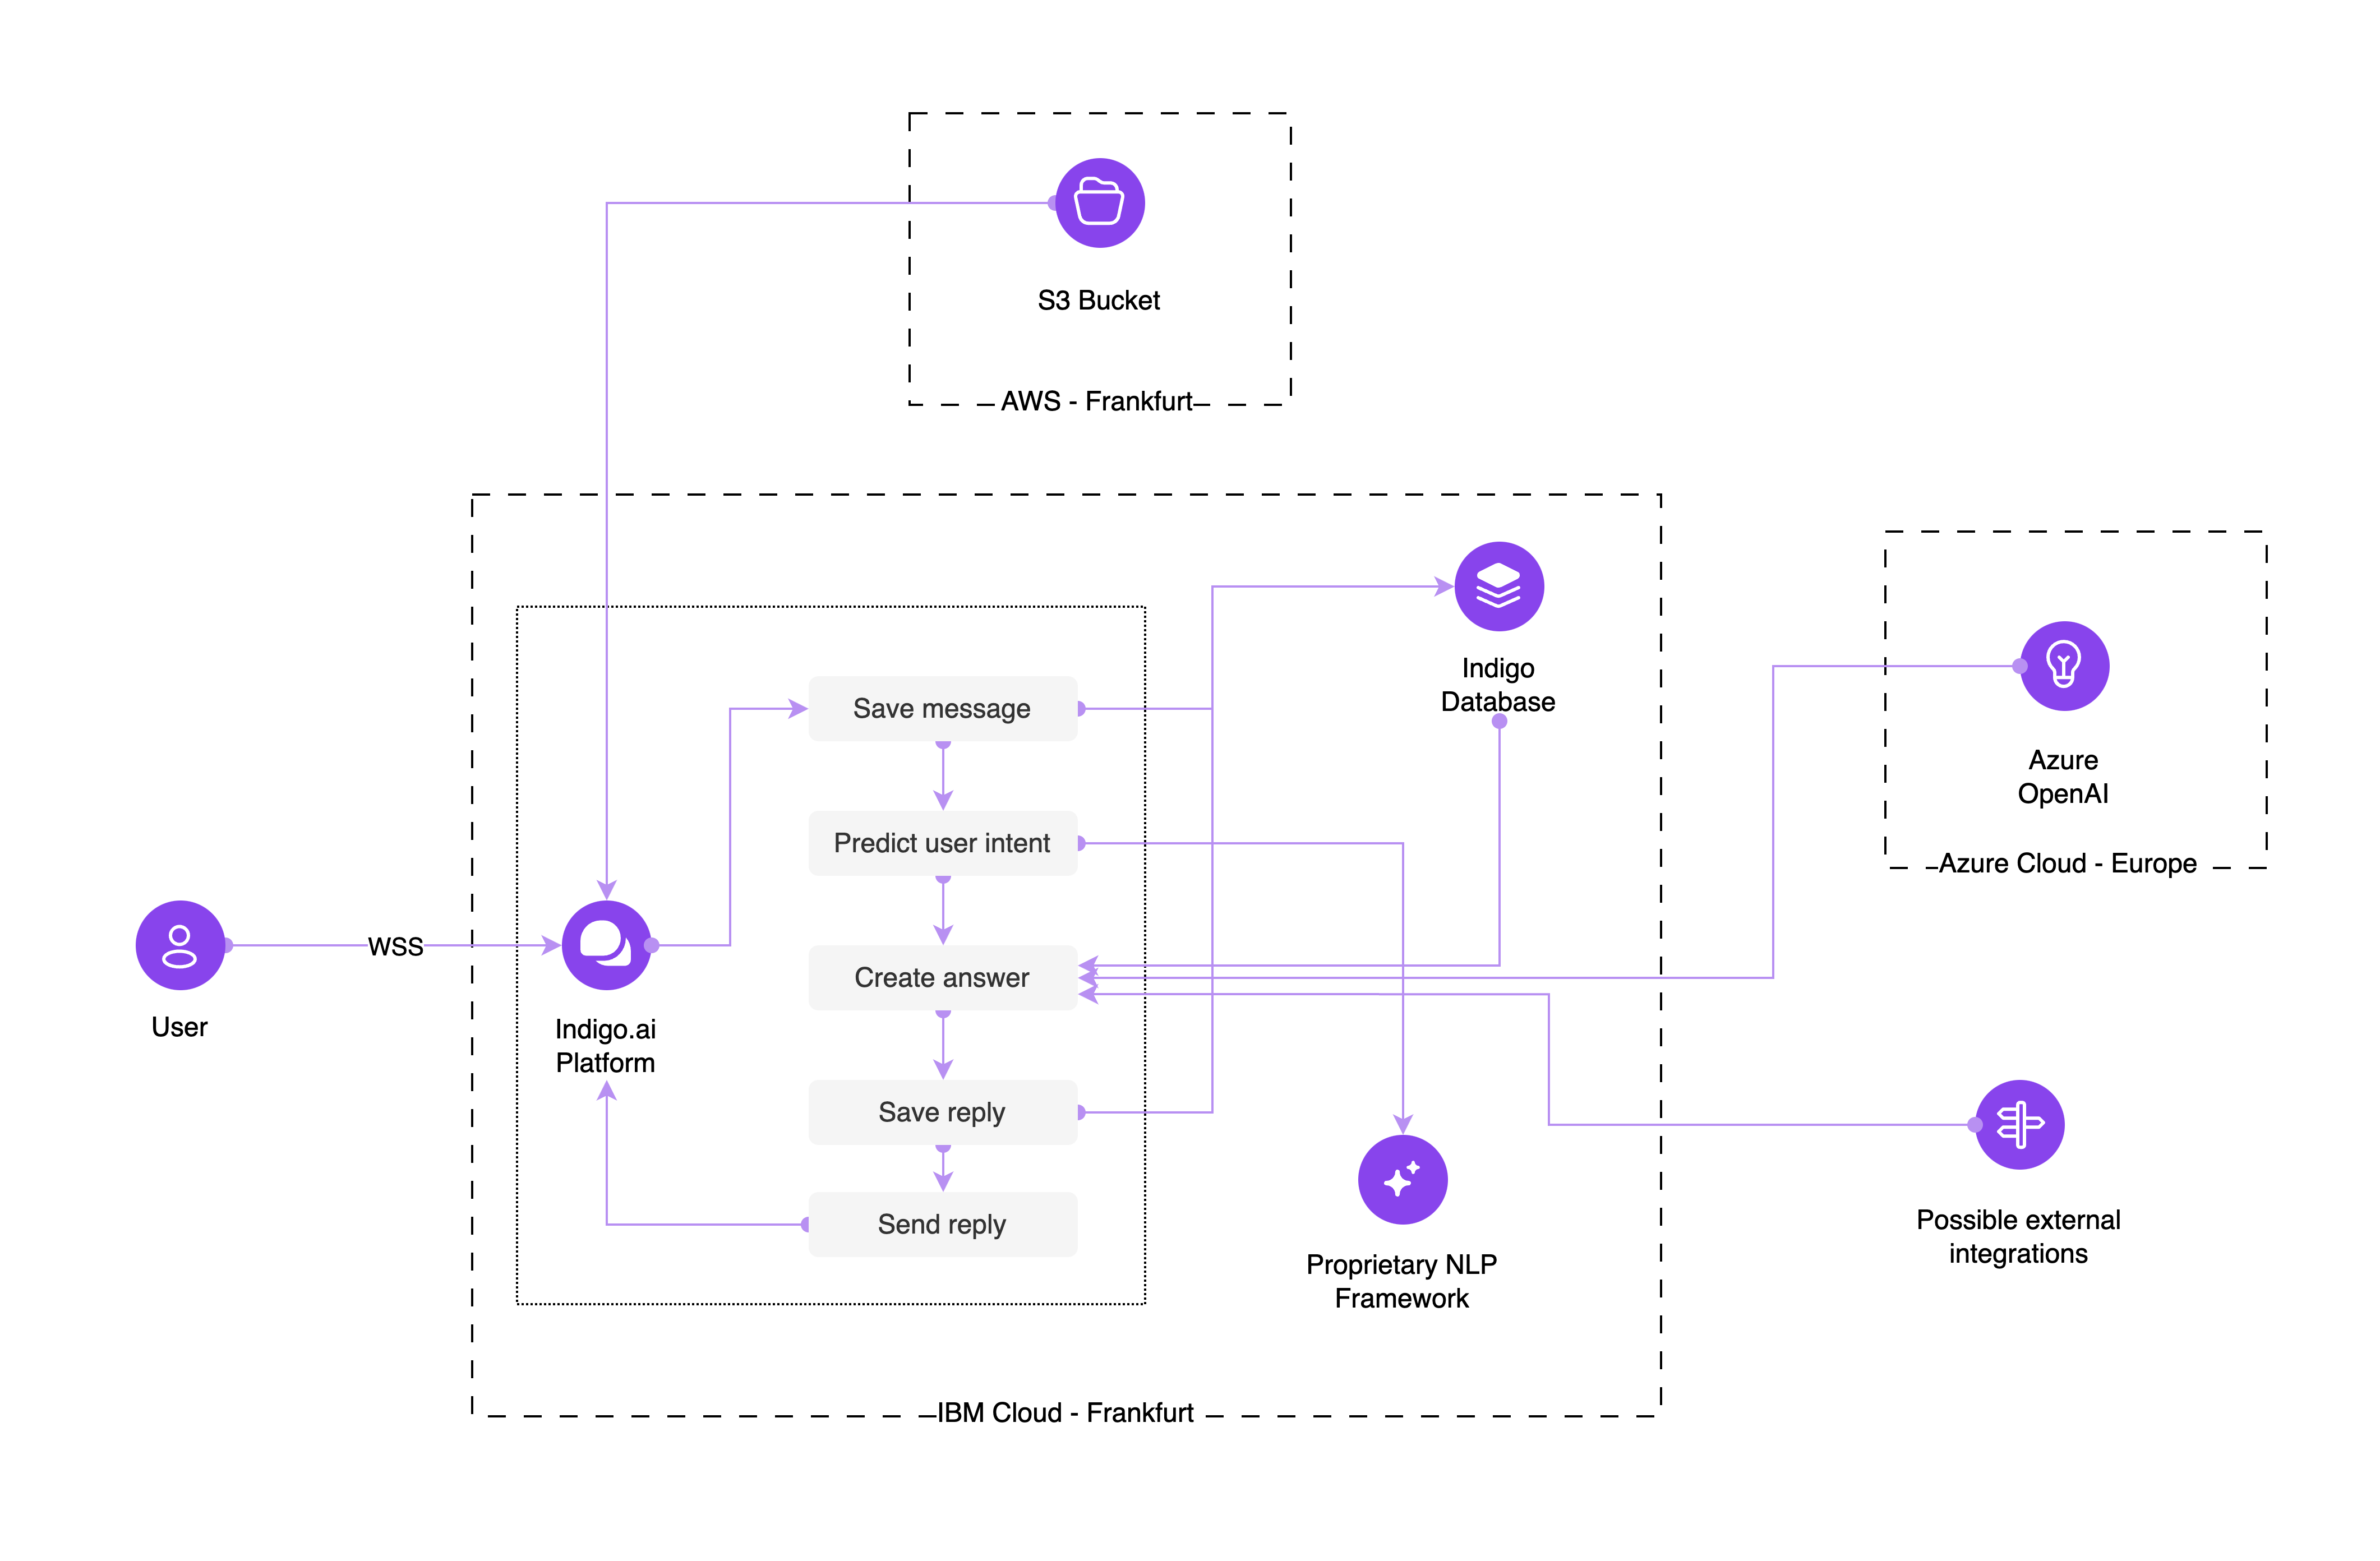 S3 Bucket
AWS - Frankfurt
Indigo
Database
Save message
Azure
OpenAI
Predict user intent
Azure Cloud - Europe
WSS
Create answer
User
Indigo.ai
Platform
Save reply
Send reply
Possible external
integrations
Proprietary NLP
Framework
IBM Cloud - Frankfurt